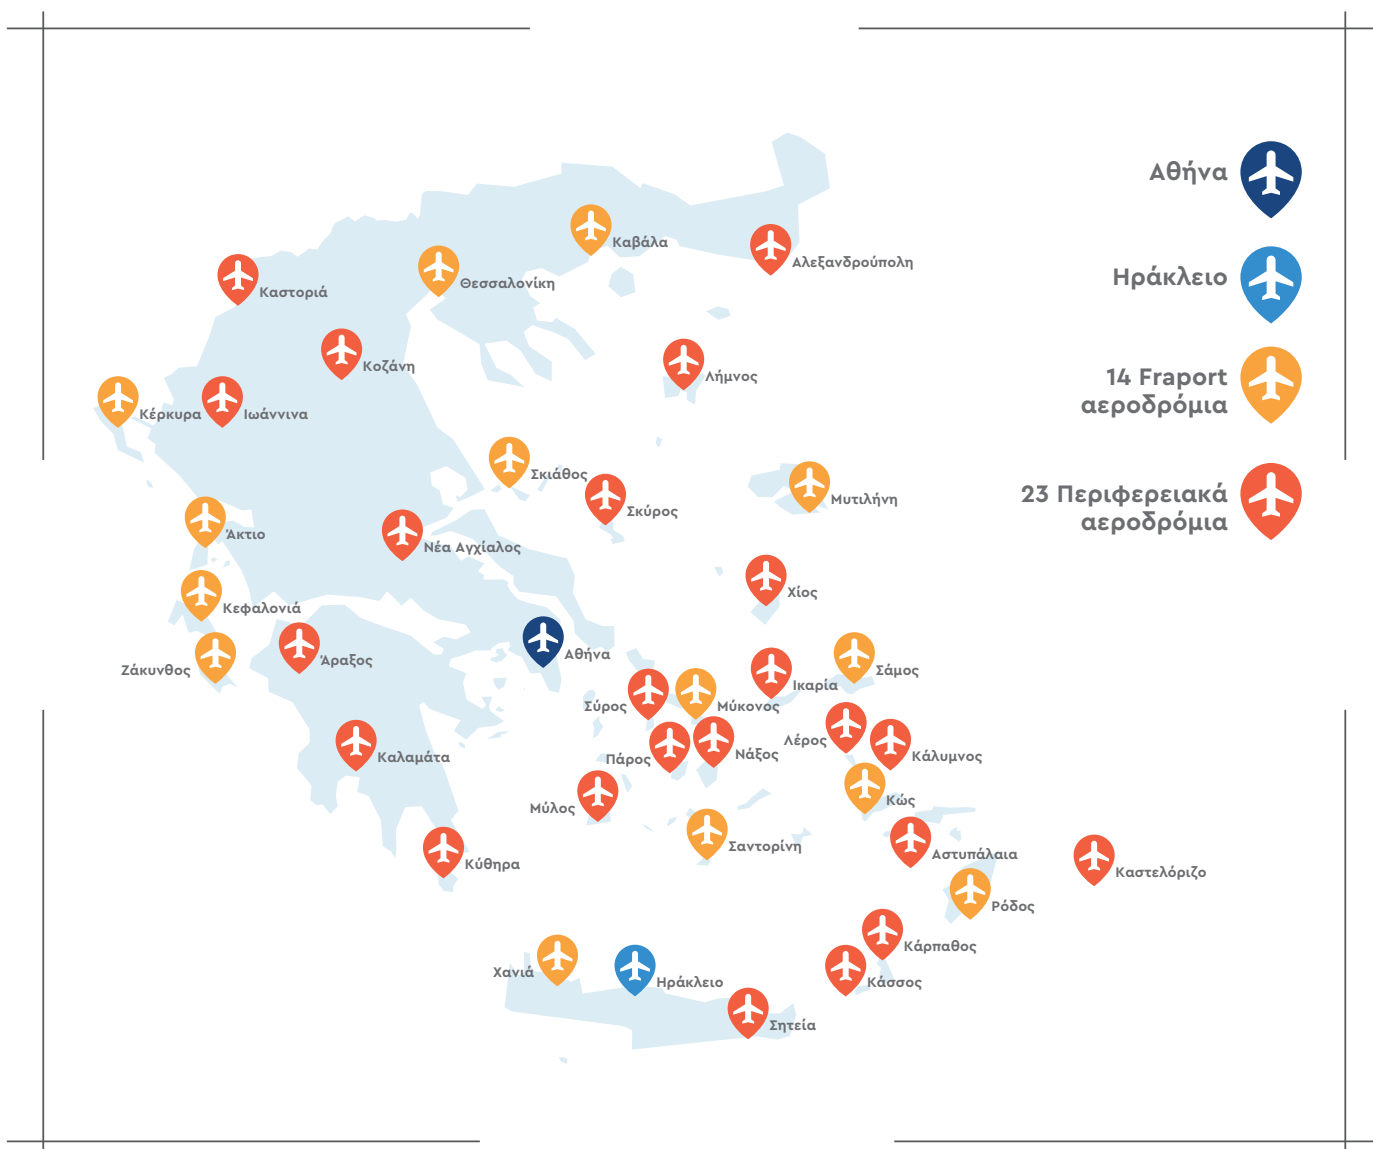 Αθήνα
Ηράκλειο
14 Fraport
αεροδρόμια
23 Περιφερειακά
αεροδρόμια
Καβάλα
Αλεξανδρούπολη
Θεσσαλονίκη
Καστοριά
Κοζάνη
Λήμνος
Κέρκυρα
Ιωάννινα
Σκιάθος
Μυτιλήνη
Σκύρος
Άκτιο
Νέα Αγχίαλος
Χίος
Κεφαλονιά
Αθήνα
Άραξος
Ζάκυνθος
Σάμος
Ικαρία
Σύρος
Μύκονος
Λέρος
Νάξος
Κάλυμνος
Καλαμάτα
Πάρος
Κώς
Μύλος
Σαντορίνη
Αστυπάλαια
Κύθηρα
Καστελόριζο
Ρόδος
Κάρπαθος
Χανιά
Ηράκλειο
Κάσσος
Σητεία